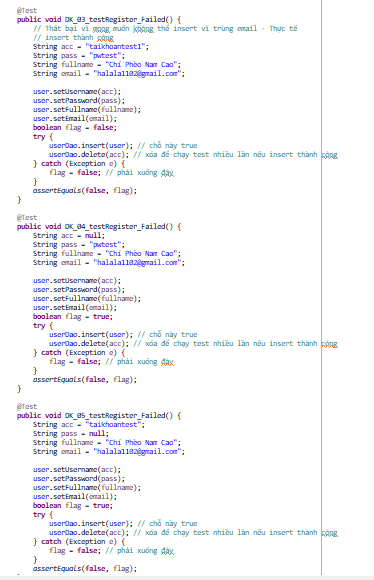 @Test
public void DK_03_testRegister_Failed() {
// Thất bại vì mong muốn không thể insert vì trùng email - Thực tế
// insert thành công
String acc = "taikhoantest1";
String pass = "pwtest";
String fullname = "Chí Phèo Nam Cao";
String email = "halala1102@gmail.com";
user.setUsername(acc);
user.setPassword(pass);
user.setFullname(fullname);
user.setEmail(email);
boolean flag = false;
try {
userDao.insert(user); // chỗ này true
userDao.delete(acc); // xóa để chạy test nhiều lần nếu insert thành công
} catch (Exception e) {
flag = false; // phải xuống đây
}
assertEquals(false, flag);
}
@Test
public void DK_04_testRegister_Failed() {
String acc = null;
String pass = "pwtest";
String fullname = "Chí Phèo Nam Cao";
String email = "halala1102@gmail.com";
user.setUsername(acc);
user.setPassword(pass);
user.setFullname(fullname);
user.setEmail(email);
boolean flag = true;
try {
userDao.insert(user); // chỗ này true
userDao.delete(acc); // xóa để chạy test nhiều lần nếu insert thành công
} catch (Exception e) {
flag = false; // phải xuống đây
}
assertEquals(false, flag);
}
@Test
public void DK_05_testRegister_Failed() {
String acc = "taikhoantest";
String pass = null;
String fullname = "Chí Phèo Nam Cao";
String email = "halala1102@gmail.com";
user.setUsername(acc);
user.setPassword(pass);
user.setFullname(fullname);
user.setEmail(email);
boolean flag = true;
try {
userDao.insert(user); // chỗ này true
userDao.delete(acc); // xóa để chạy test nhiều lần nếu insert thành công
} catch (Exception e) {
flag = false; // phải xuống đây
}
assertEquals(false, flag);